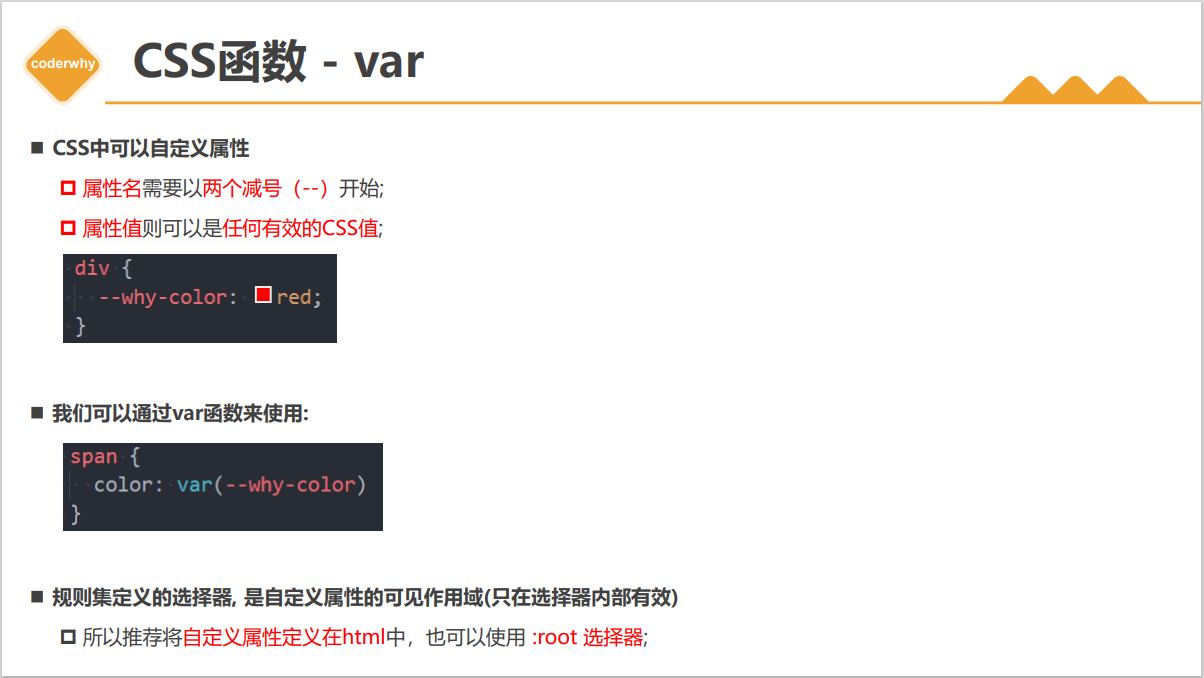 coderwhy
CSS函数 - var
CSS中可以自定义属性
属性名需要以两个减号（--）开始;
属性值则可以是任何有效的CSS值;
div {
--why-color: red;
}
我们可以通过var函数来使用:
span {
color: var(--why-color)
}
规则集定义的选择器, 是自定义属性的可见作用域(只在选择器内部有效)
所以推荐将自定义属性定义在html中，也可以使用 :root 选择器;